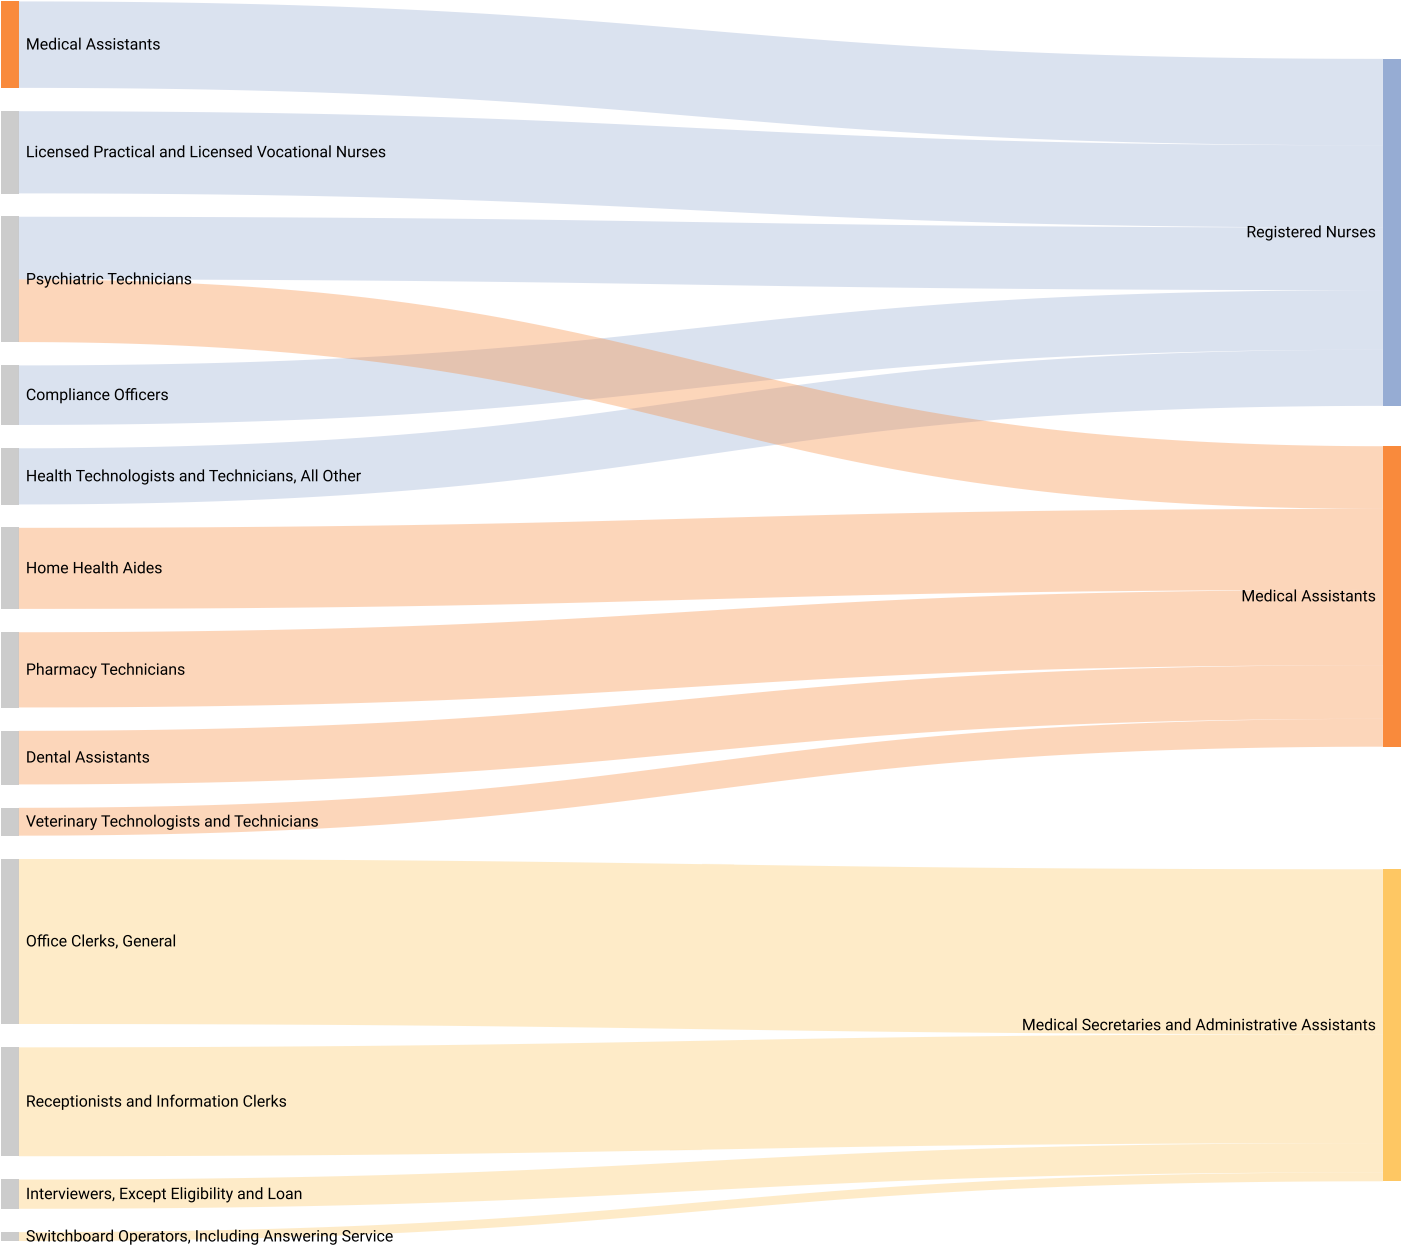 Medical Assistants
Licensed Practical and Licensed Vocational Nurses
Psychiatric Technicians
Compliance Officers
Health Technologists and Technicians, All Other
Home Health Aides
Pharmacy Technicians
Dental Assistants
Veterinary Technologists and Technicians
Office Clerks, General
Receptionists and Information Clerks
Interviewers, Except Eligibility and Loan
Switchboard Operators, Including Answering Service
Registered Nurses
Medical Assistants
Medical Secretaries and Administrative Assistants